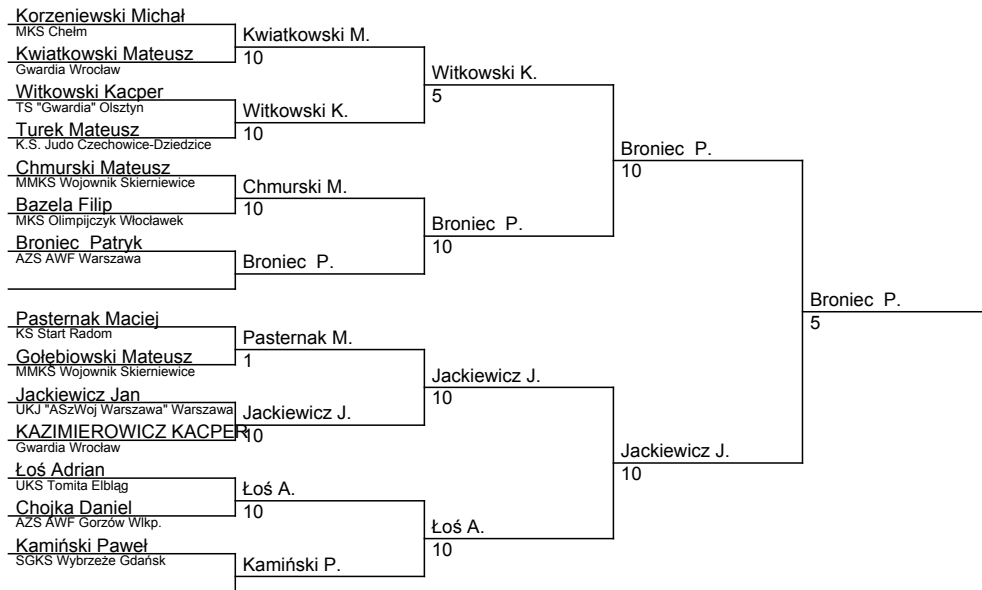 Korzeniewski Michał
MKS Chełm
Kwiatkowski Mateusz
Gwardia Wrocław
Witkowski Kacper
TS "Gwardia" Olsztyn
Turek Mateusz
K.S. Judo Czechowice-Dziedzice
Chmurski Mateusz
MMKS Wojownik Skierniewice
Bazela Filip
MKS Olimpijczyk Włocławek
Broniec  Patryk
AZS AWF Warszawa
Pasternak Maciej
KS Start Radom
Gołębiowski Mateusz
MMKS Wojownik Skierniewice
Jackiewicz Jan
UKJ "ASzWoj Warszawa" Warszawa
KAZIMIEROWICZ KACPER
Gwardia Wrocław
Łoś Adrian
UKS Tomita Elbląg
Chojka Daniel
AZS AWF Gorzów Wlkp.
Kamiński Paweł
SGKS Wybrzeże Gdańsk
Kwiatkowski M.
10
Witkowski K.
10
Chmurski M.
10
Broniec  P.
Pasternak M.
1
Jackiewicz J.
10
Łoś A.
10
Kamiński P.
Witkowski K.
5
Broniec  P.
10
Jackiewicz J.
10
Łoś A.
10
Broniec  P.
10
Jackiewicz J.
10
Broniec  P.
5